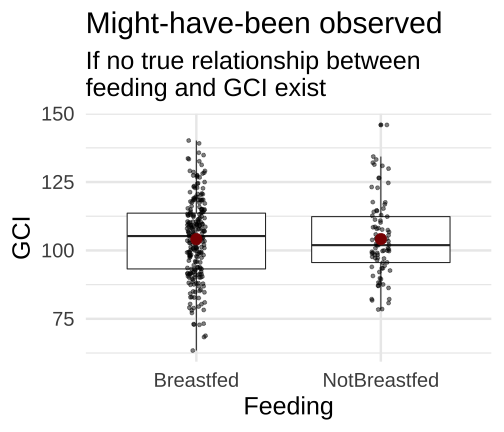 Might-have-been observed
If no true relationship between
feeding and GCI exist
150
125
100
75
GCI
Breastfed
NotBreastfed
Feeding